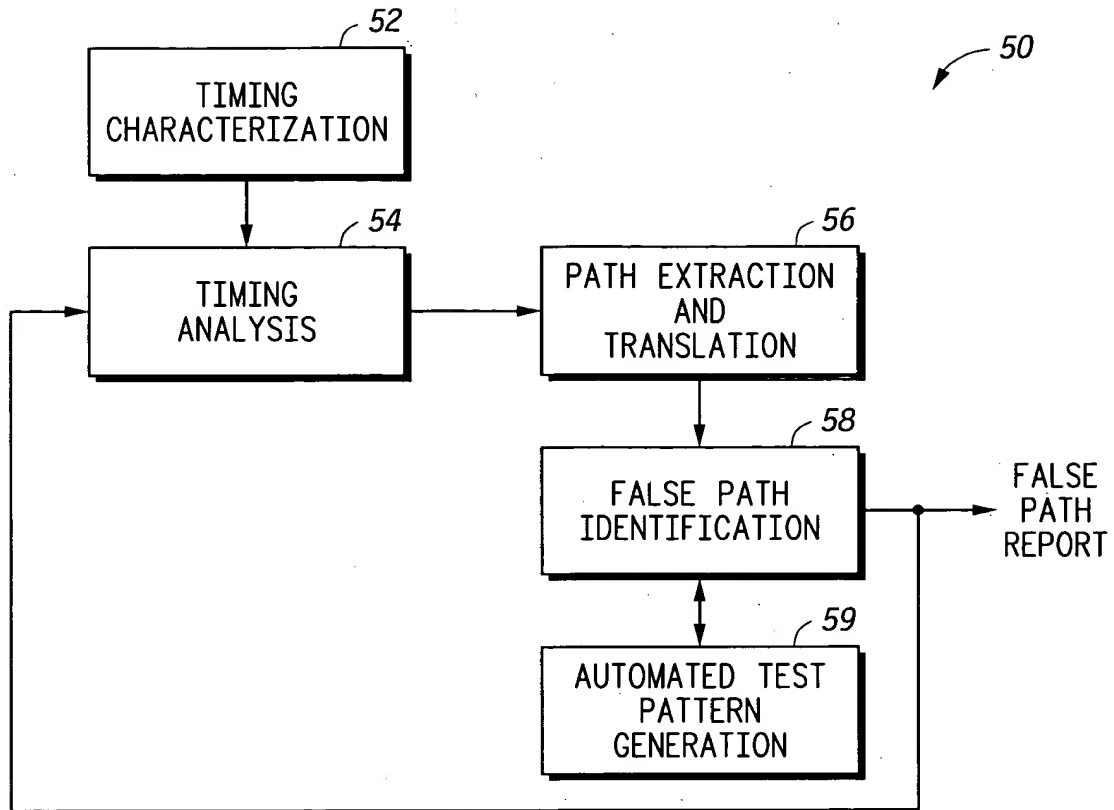 52
50
TIMING
CHARACTERIZATION
54
56
TIMING
ANALYSIS
PATH EXTRACTION
AND
TRANSLATION
58
FALSE PATH
IDENTIFICATION
FALSE
PATH
REPORT
59
AUTOMATED TEST
PATTERN
GENERATION